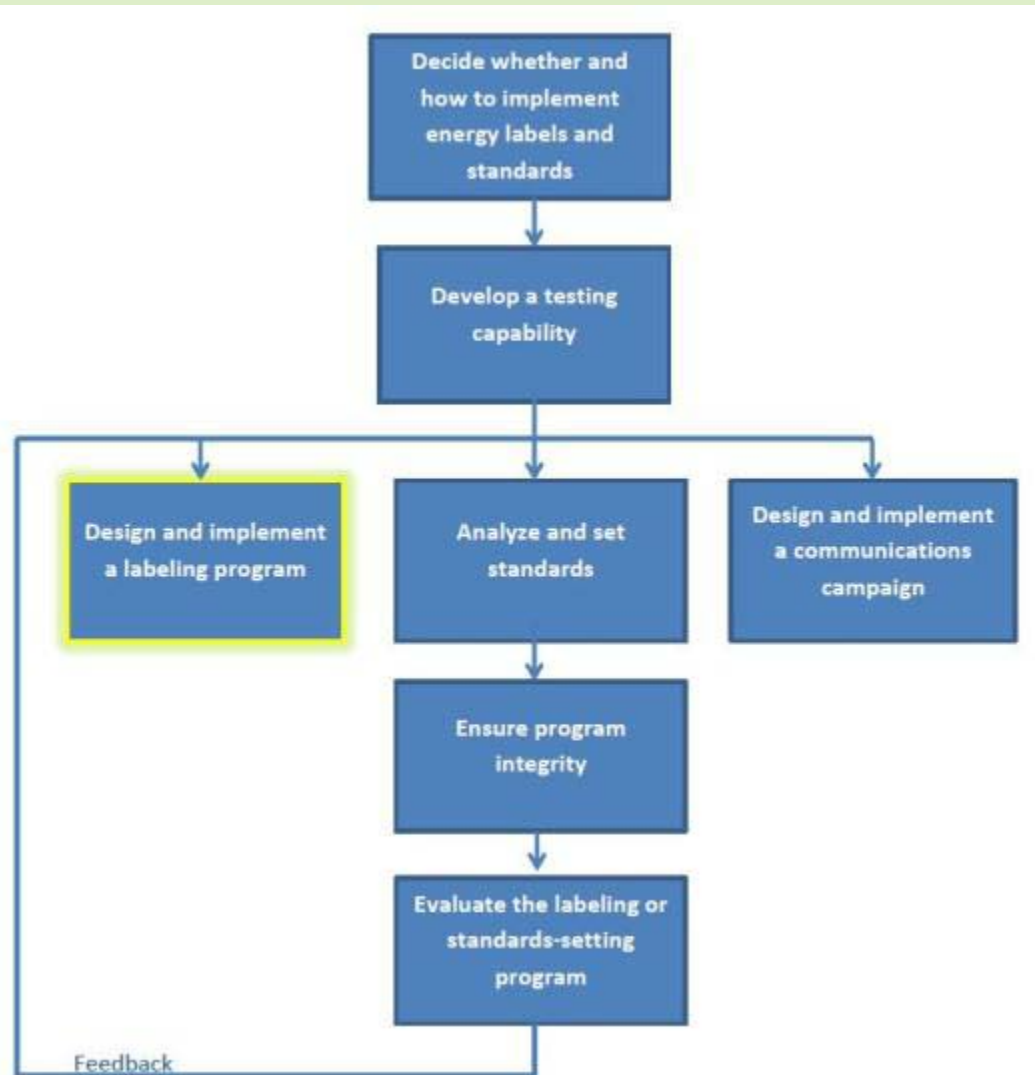 Decide whether and
how to implement
energy labels and
standards
Develop a testing
capability
Design and implement
a labeling program
Analyze and set
standards
Design and implement
a communications
campaign
Ensure program
integrity
Evaluate the labeling or
standards-setting
program
Feedback